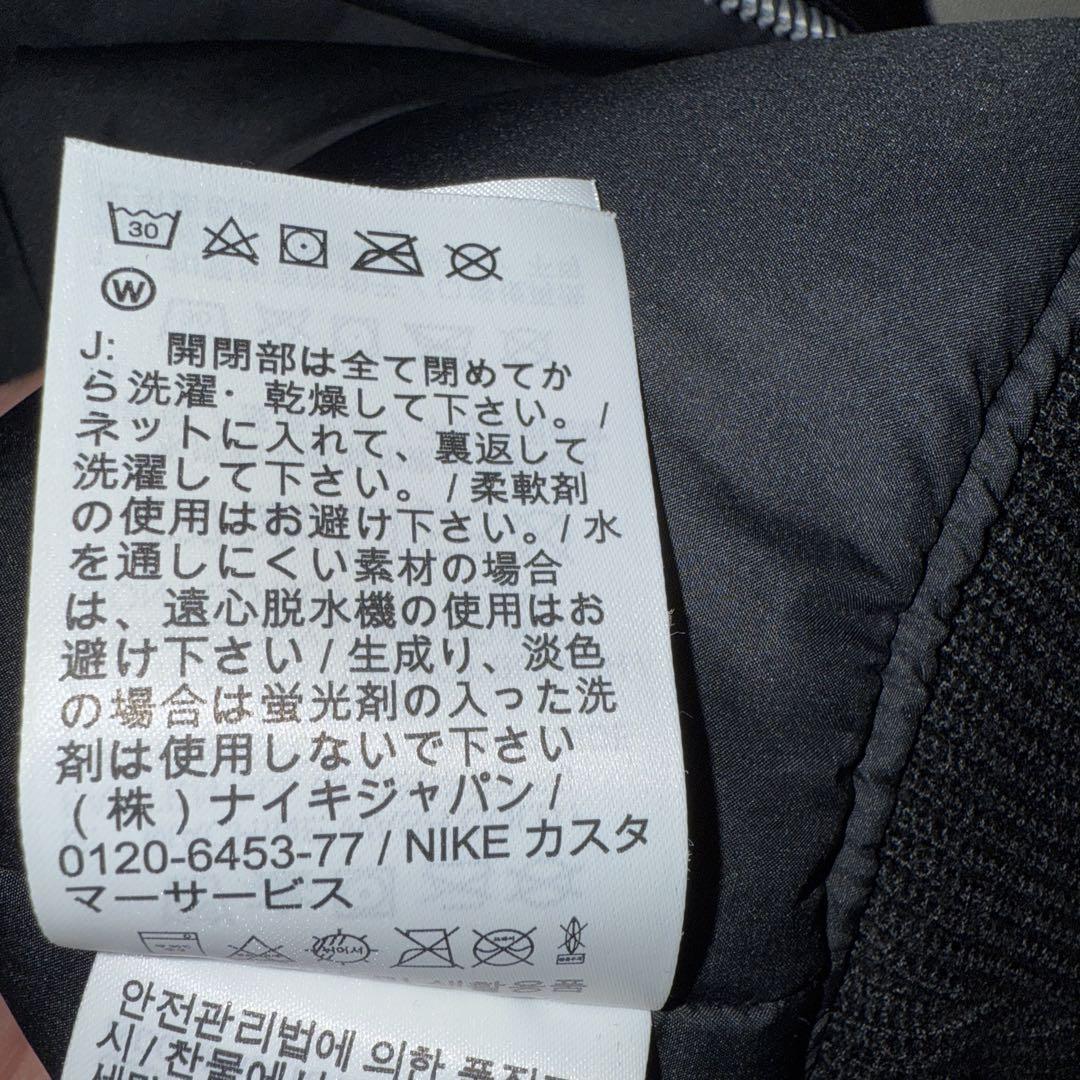 30
W
J: 開閉部は全て閉めてか
ら洗濯・乾燥して下さい。/
ネットに入れて、裏返して
洗濯して下さい。/ 柔軟剤
の使用はお避け下さい。/ 水
を通しにくい素材の場合
は、遠心脱水機の使用はお
避け下さい / 生成り、淡色
の場合は蛍光剤の入った洗
剤は使用しないで下さい
(株) ナイキジャパン /
0120-6453-77 / NIKE カスタ
マーサービス
안전관리법에 의한
시 / 찬물에서